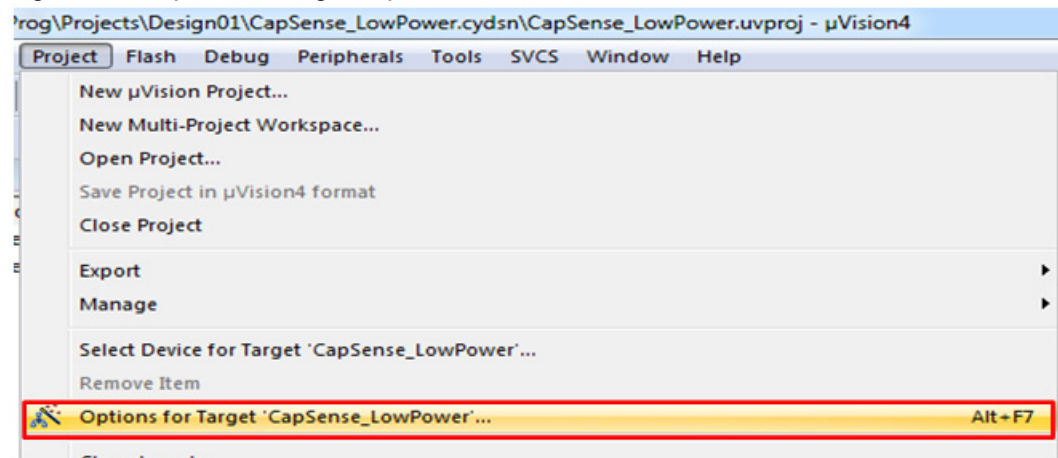 Prog\Projects\Design01\CapSense_LowPower.cydsn\CapSense_LowPower.uvproj - µVision4
Project Flash Debug Peripherals Tools SVCS Window Help
New µVision Project...
New Multi-Project Workspace...
Open Project...
Save Project in µVision4 format
Close Project
Export
Manage
Select Device for Target 'CapSense_LowPower'...
Remove Item
Options for Target 'CapSense_LowPower'... Alt+F7